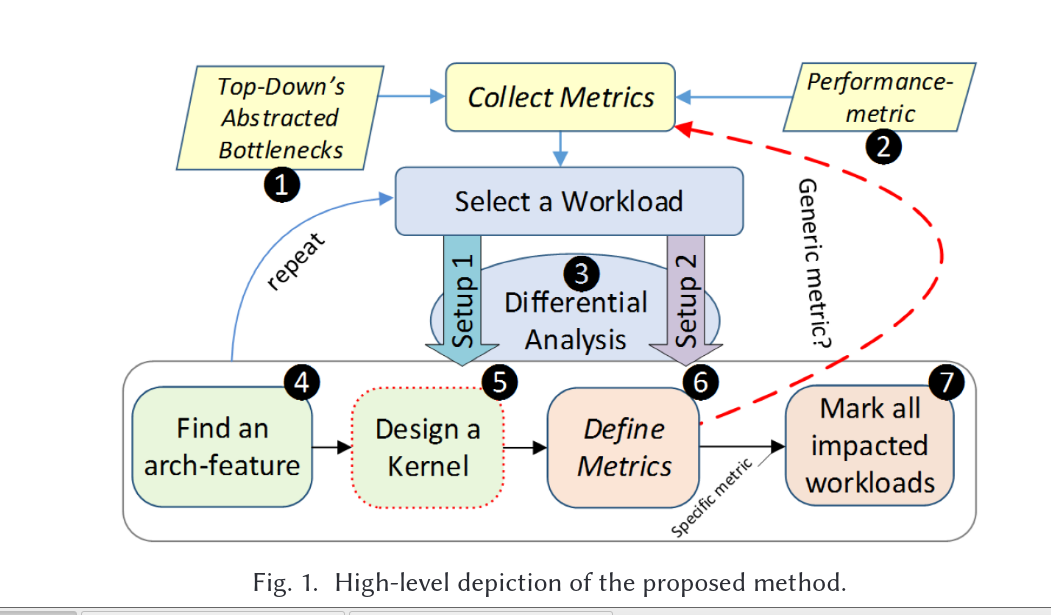 Top-Down’s
Abstracted
Bottlenecks
1
Collect Metrics
Performance-
metric
2
Select a Workload
repeat
Setup 1
3
Differential
Analysis
Setup 2
Generic metric?
4
Find an
arch-feature
5
Design a
Kernel
6
Define
Metrics
Specific metric
7
Mark all
impacted
workloads
Fig. 1. High-level depiction of the proposed method.